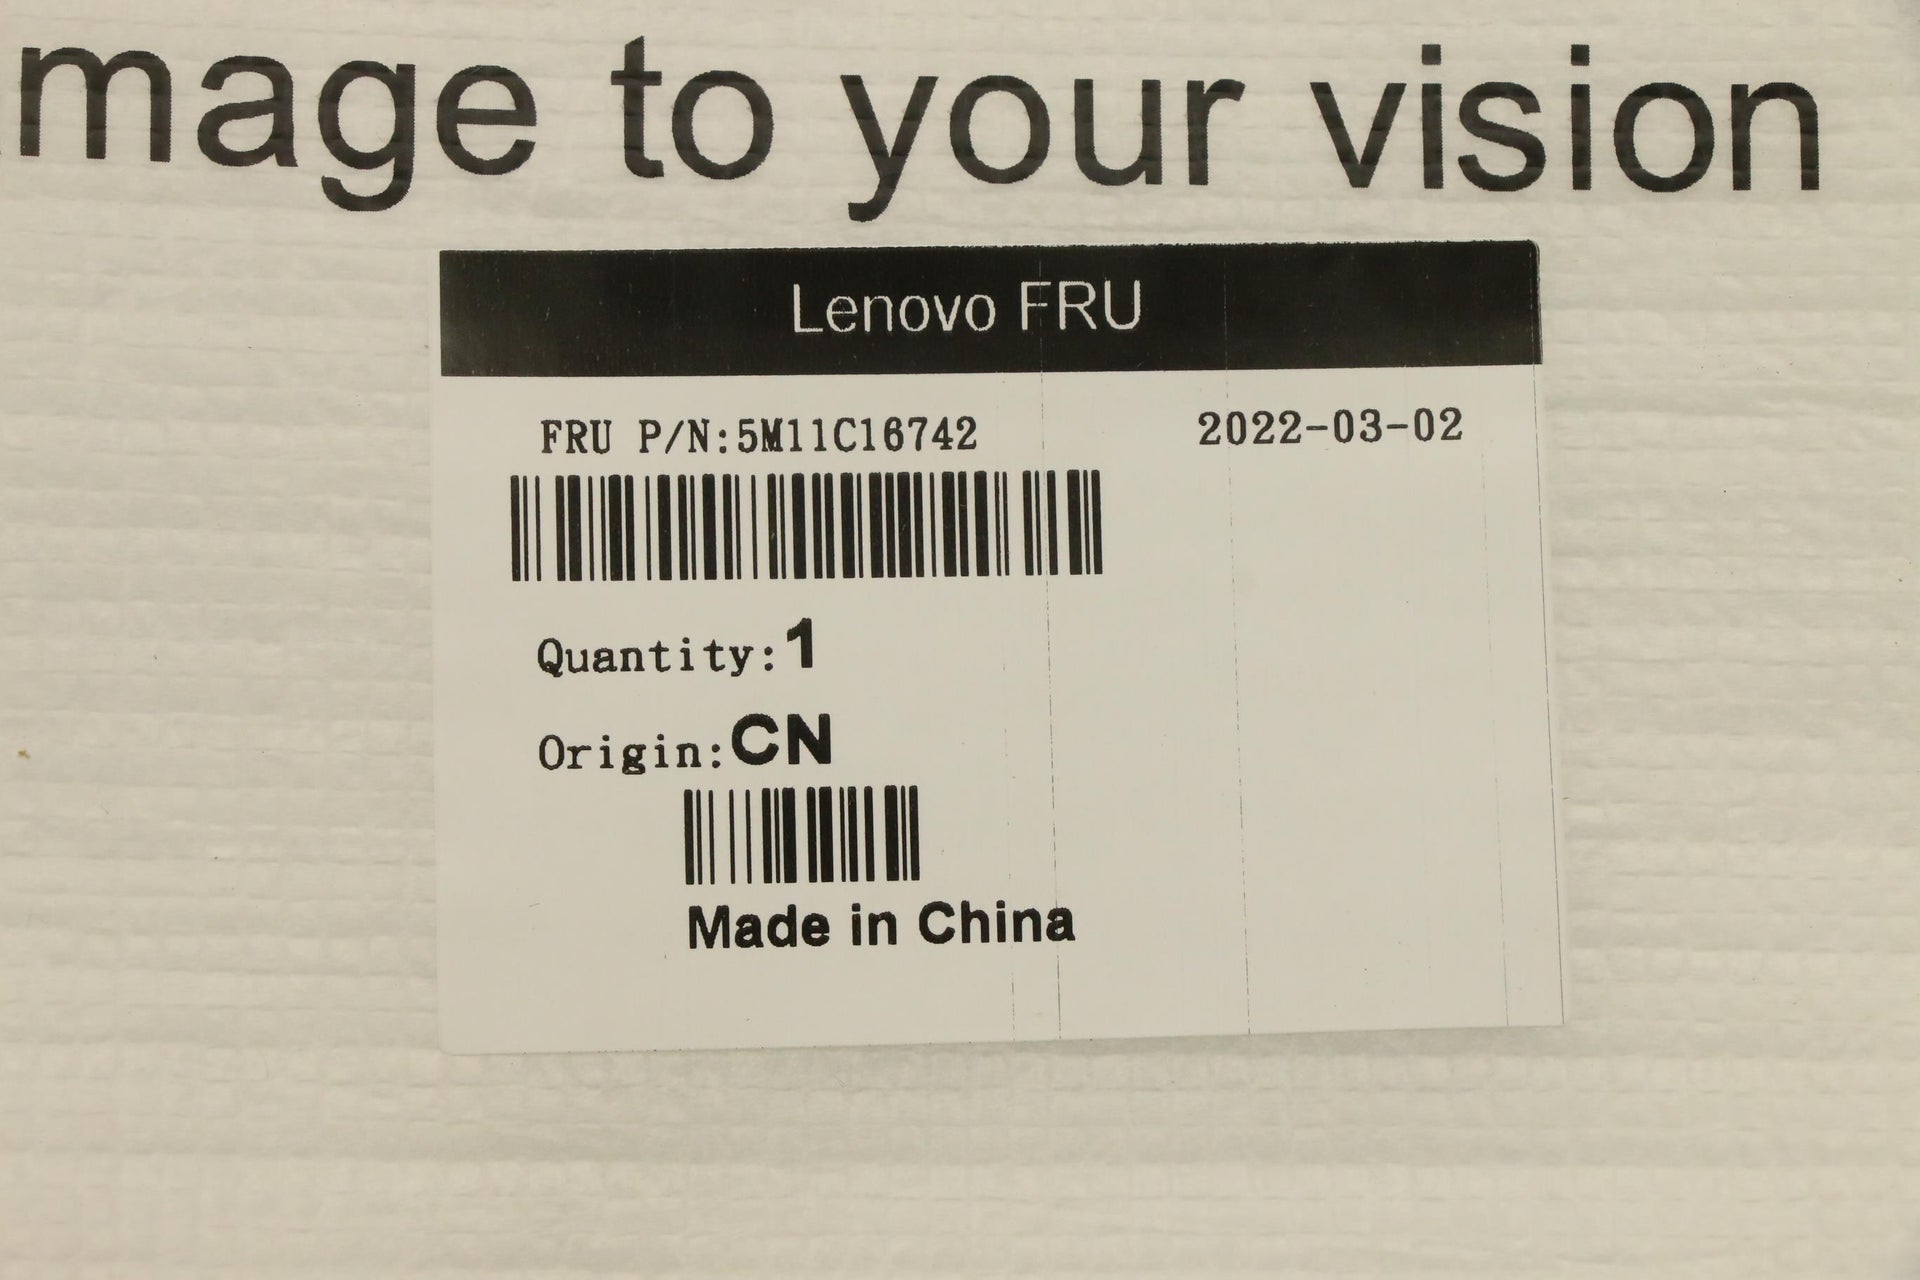 mage to your vision
Lenovo FRU
FRU P/N:5M11C16742
2022-03-02
Quantity:1
Origin:CN
Made in China